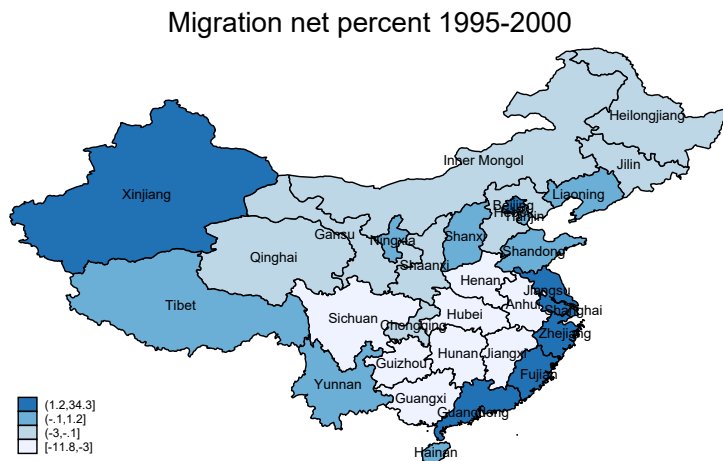 Migration net percent 1995-2000
Heilongjiang
Jilin
Inner Mongol
Xinjiang
Liaoning
Beijing
Hebei
Tianjin
Gansu
Ningxia
Shanxi
Shandong
Qinghai
Shaanxi
Henan
Jiangsu
Tibet
Anhui
Shanghai
Sichuan
Hubei
Chongqing
Zhejiang
Hunan
Jiangxi
Guizhou
Fujian
Yunnan
Guangxi
Guangdong
Hainan
(1.2,34.3]
(-.1,1.2]
(-3,-.1]
[-11.8,-3]